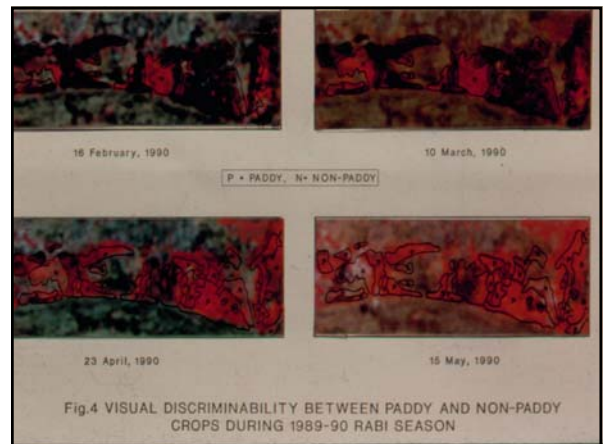 16 February, 1990
10 March, 1990
P = PADDY, N= NON-PADDY
23 April, 1990
15 May, 1990
Fig.4 VISUAL DISCRIMINABILITY BETWEEN PADDY AND NON-PADDY
CROPS DURING 1989-90 RABI SEASON